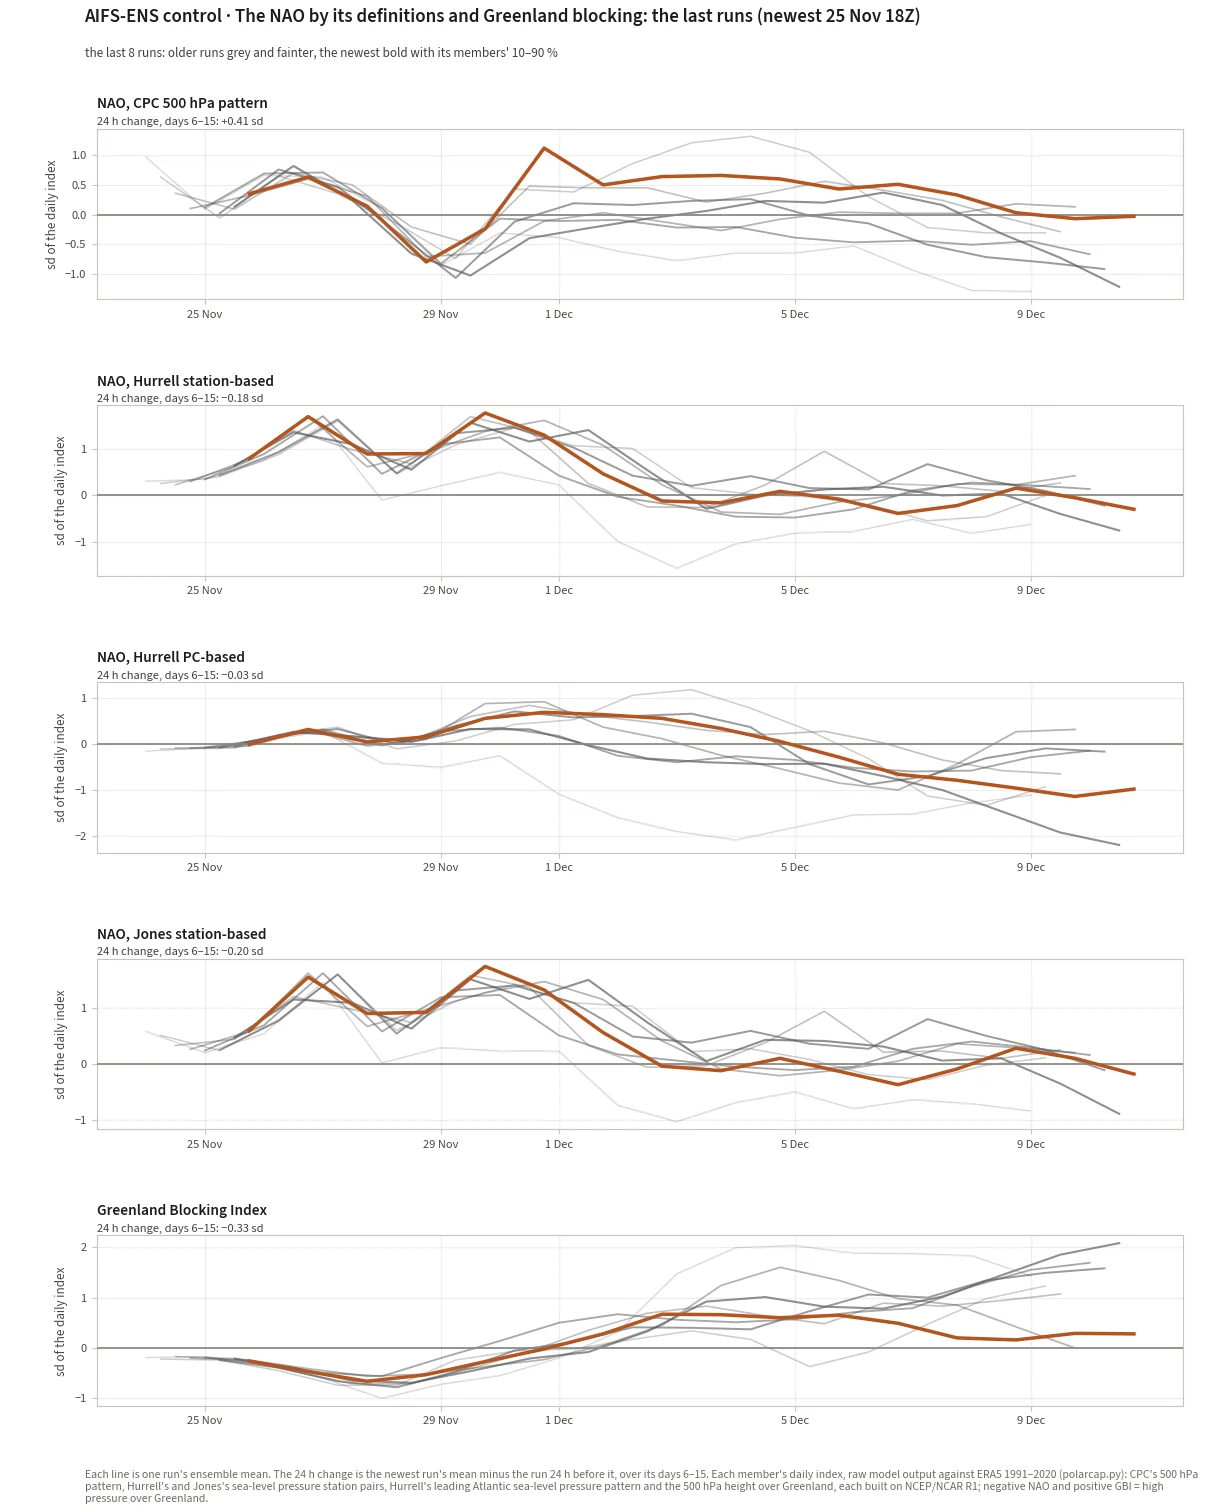 AIFS-ENS control · The NAO by its definitions and Greenland blocking: the last runs (newest 25 Nov 18Z)
the last 8 runs: older runs grey and fainter, the newest bold with its members' 10–90 %
NAO, CPC 500 hPa pattern
24 h change, days 6–15: +0.41 sd
sd of the daily index
1.0
0.5
0.0
−0.5
−1.0
25 Nov
29 Nov
1 Dec
5 Dec
9 Dec
NAO, Hurrell station-based
24 h change, days 6–15: −0.18 sd
sd of the daily index
1
0
−1
25 Nov
29 Nov
1 Dec
5 Dec
9 Dec
NAO, Hurrell PC-based
24 h change, days 6–15: −0.03 sd
sd of the daily index
1
0
−1
−2
25 Nov
29 Nov
1 Dec
5 Dec
9 Dec
NAO, Jones station-based
24 h change, days 6–15: −0.20 sd
sd of the daily index
1
0
−1
25 Nov
29 Nov
1 Dec
5 Dec
9 Dec
Greenland Blocking Index
24 h change, days 6–15: −0.33 sd
sd of the daily index
2
1
0
−1
25 Nov
29 Nov
1 Dec
5 Dec
9 Dec
Each line is one run's ensemble mean. The 24 h change is the newest run's mean minus the run 24 h before it, over its days 6–15. Each member's daily index, raw model output against ERA5 1991–2020 (polarcap.py): CPC's 500 hPa
pattern, Hurrell's and Jones's sea-level pressure station pairs, Hurrell's leading Atlantic sea-level pressure pattern and the 500 hPa height over Greenland, each built on NCEP/NCAR R1; negative NAO and positive GBI = high
pressure over Greenland.